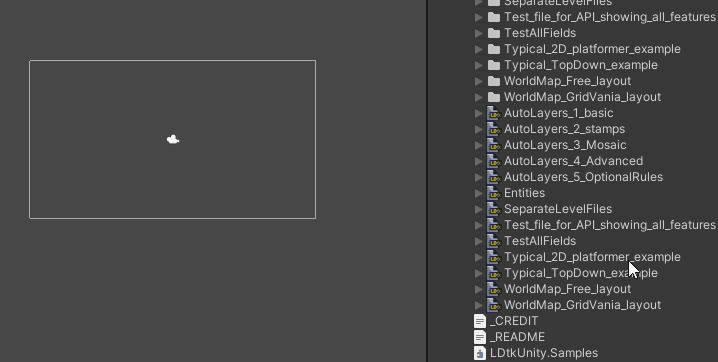 SeparateLevelFiles
Test_file_for_API_showing_all_features
TestAllFields
Typical_2D_platformer_example
Typical_TopDown_example
WorldMap_Free_layout
WorldMap_GridVania_layout
AutoLayers_1_basic
AutoLayers_2_stamps
AutoLayers_3_Mosaic
AutoLayers_4_Advanced
AutoLayers_5_OptionalRules
Entities
SeparateLevelFiles
Test_file_for_API_showing_all_features
TestAllFields
Typical_2D_platformer_example
Typical_TopDown_example
WorldMap_Free_layout
WorldMap_GridVania_layout
_CREDIT
_README
LDtkUnity.Samples